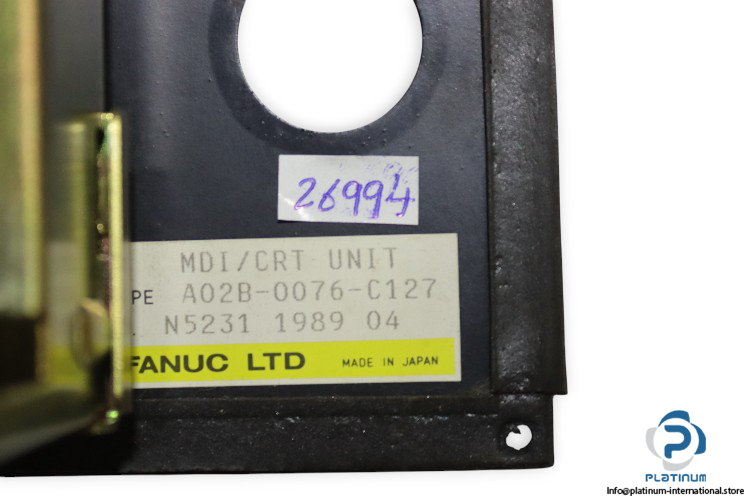 26994
MDI/CRT UNIT
PE A02B-0076-C127
. N5231 1989 04
FANUC LTD MADE IN JAPAN
PLATINUM
Info@platinum-international.store